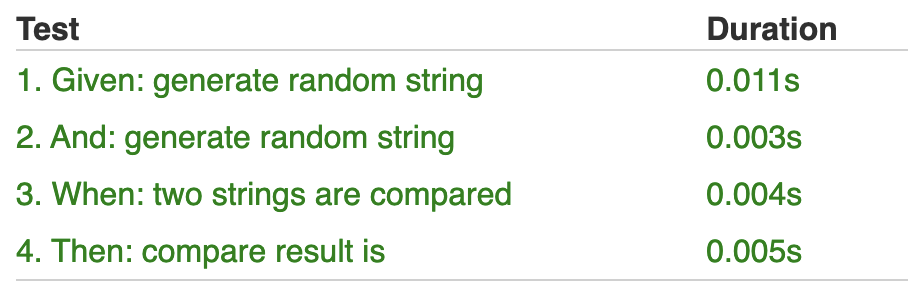 Test Duration
1. Given: generate random string 0.011s
2. And: generate random string 0.003s
3. When: two strings are compared 0.004s
4. Then: compare result is 0.005s